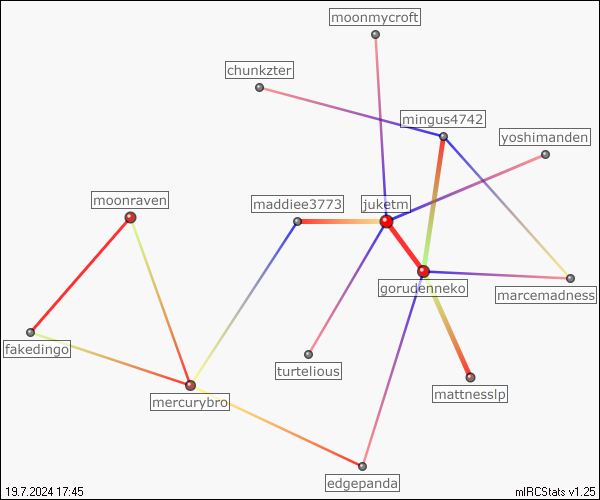 moonmycroft
chunkzter
mingus4742
yoshimanden
moonraven
maddiee3773
juketm
gorudenneko
marcemadness
fakedingo
turtelious
mercurybro
mattnesslp
edgepanda
19.7.2024 17:45
mIRCStats v1.25